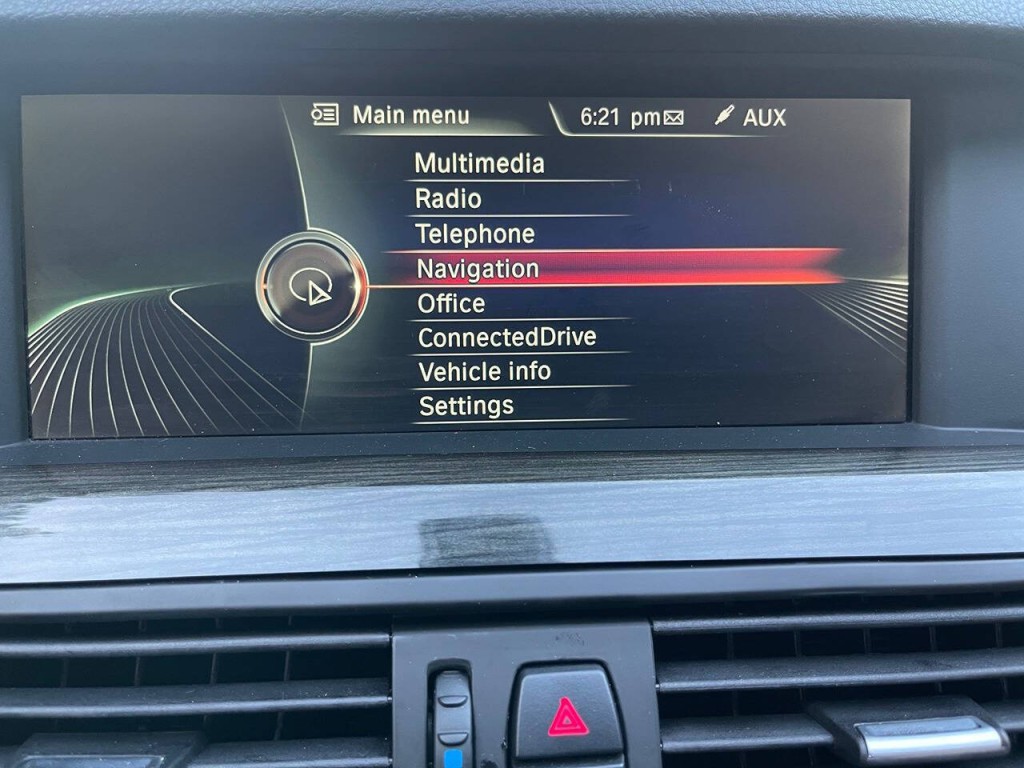 Main menu 6:21 pm AUX
Multimedia
Radio
Telephone
Navigation
Office
ConnectedDrive
Vehicle info
Settings